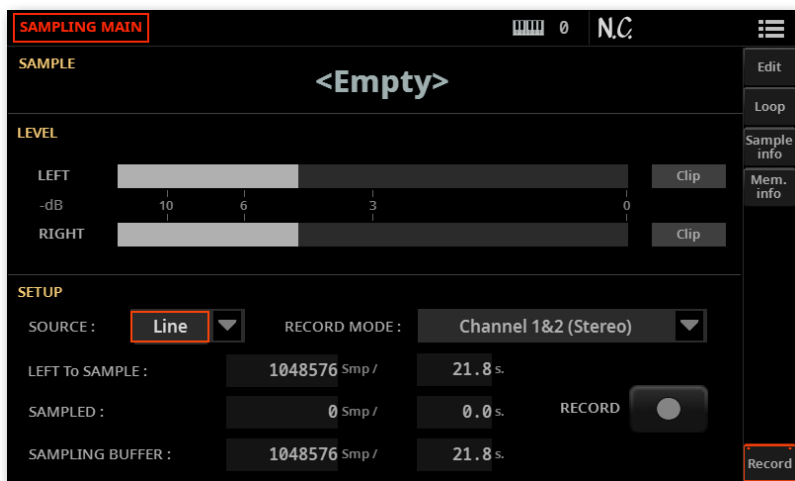 SAMPLING MAIN 0 N.C.
SAMPLE
<Empty>
Edit
Loop
Sample
info
Mem.
info
LEVEL
LEFT Clip
-dB 10 6 3 0
RIGHT Clip
SETUP
SOURCE : Line RECORD MODE : Channel 1&2 (Stereo)
LEFT To SAMPLE : 1048576 Smp / 21.8 s.
SAMPLED : 0 Smp / 0.0 s. RECORD
SAMPLING BUFFER : 1048576 Smp / 21.8 s.
Record